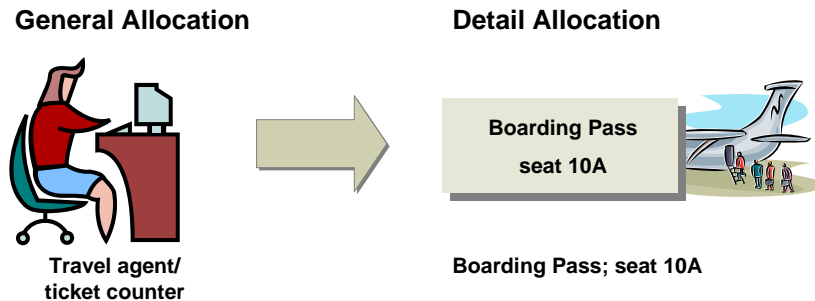 General Allocation
Detail Allocation
Boarding Pass
seat 10A
Travel agent/
ticket counter
Boarding Pass; seat 10A